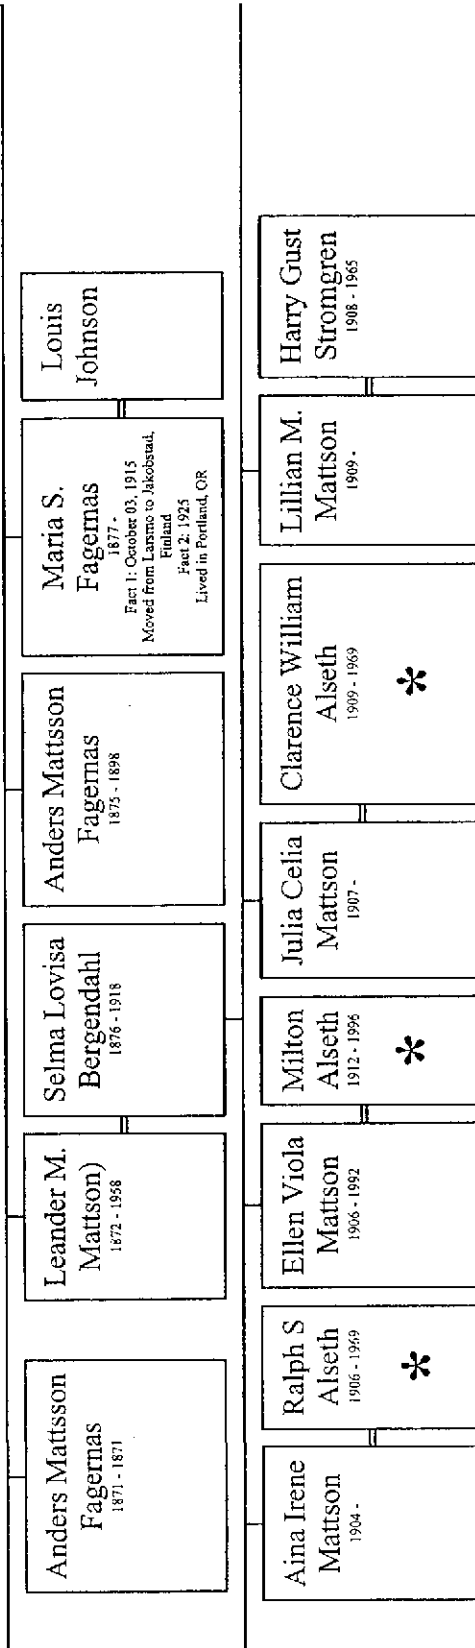 Anders Mattsson
Fagernas
1871 - 1871
Leander M.
Mattson)
1872 - 1958
Selma Lovisa
Bergendahl
1876 - 1918
Anders Mattsson
Fagernas
1875 - 1898
Maria S.
Fagernas
1877 -
Fact 1: October 03, 1915
Moved from Larsmo to Jakobstad,
Finland
Fact 2: 1925
Lived in Portland, OR
Louis
Johnson
Aina Irene
Mattson
1904 -
Ralph S
Alseth
1906 - 1969
*
Ellen Viola
Mattson
1906 - 1992
Milton
Alseth
1912 - 1996
*
Julia Celia
Mattson
1907 -
Clarence William
Alseth
1909 - 1969
*
Lillian M.
Mattson
1909 -
Harry Gust
Stromgren
1908 - 1965